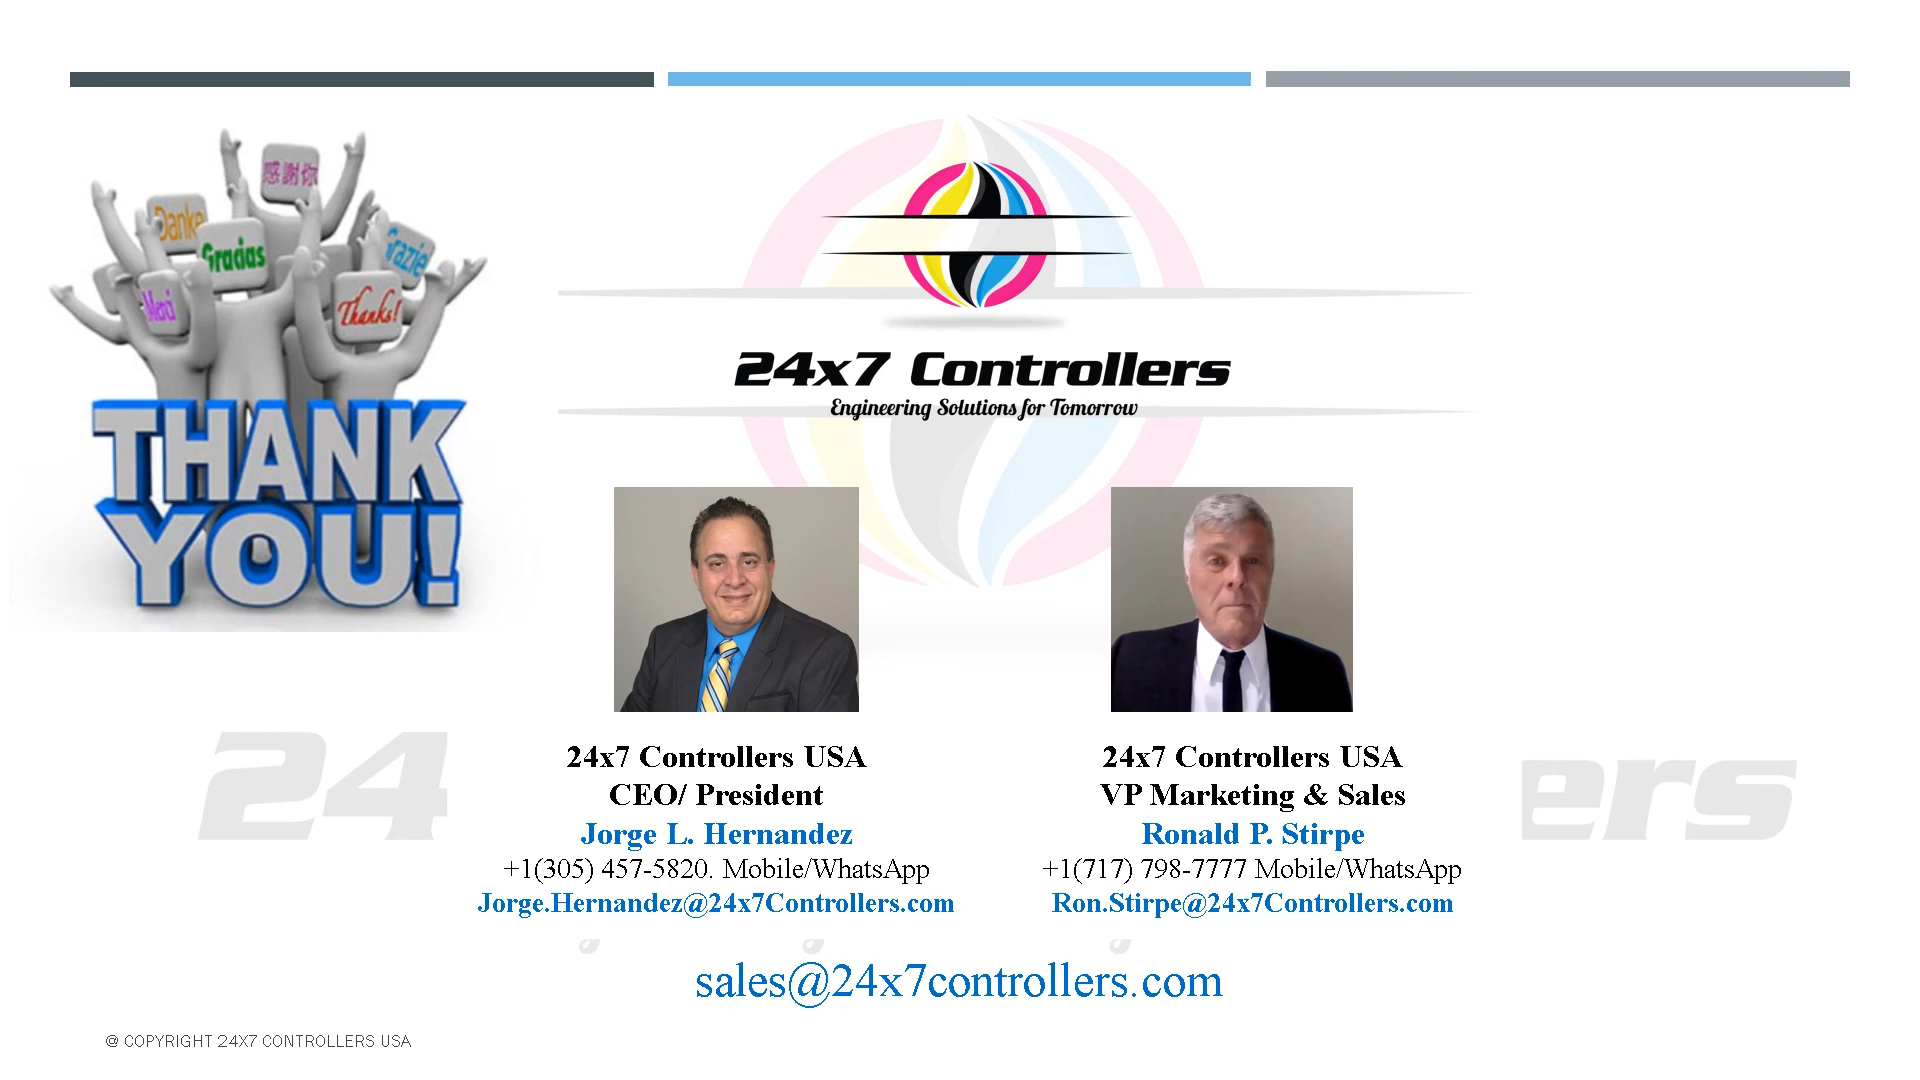 感謝你
Danke
Gracias
Grazie
Merci
Thanks!
THANK
YOU!
24x7 Controllers
Engineering Solutions for Tomorrow
24x7 Controllers USA
CEO/ President
Jorge L. Hernandez
+1(305) 457-5820. Mobile/WhatsApp
Jorge.Hernandez@24x7Controllers.com
24x7 Controllers USA
VP Marketing & Sales
Ronald P. Stirpe
+1(717) 798-7777 Mobile/WhatsApp
Ron.Stirpe@24x7Controllers.com
24
ers
sales@24x7controllers.com
@ COPYRIGHT 24X7 CONTROLLERS USA